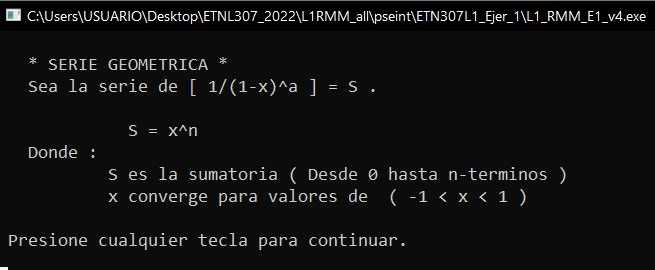 C:\Users\USUARIO\Desktop\ETNL307_2022\L1RMM_all\pseint\ETN307L1_Ejer_1\L1_RMM_E1_v4.exe
* SERIE GEOMETRICA *
Sea la serie de [ 1/(1-x)^a ] = S .
S = x^n
Donde :
S es la sumatoria ( Desde 0 hasta n-terminos )
x converge para valores de  ( -1 < x < 1 )
Presione cualquier tecla para continuar.